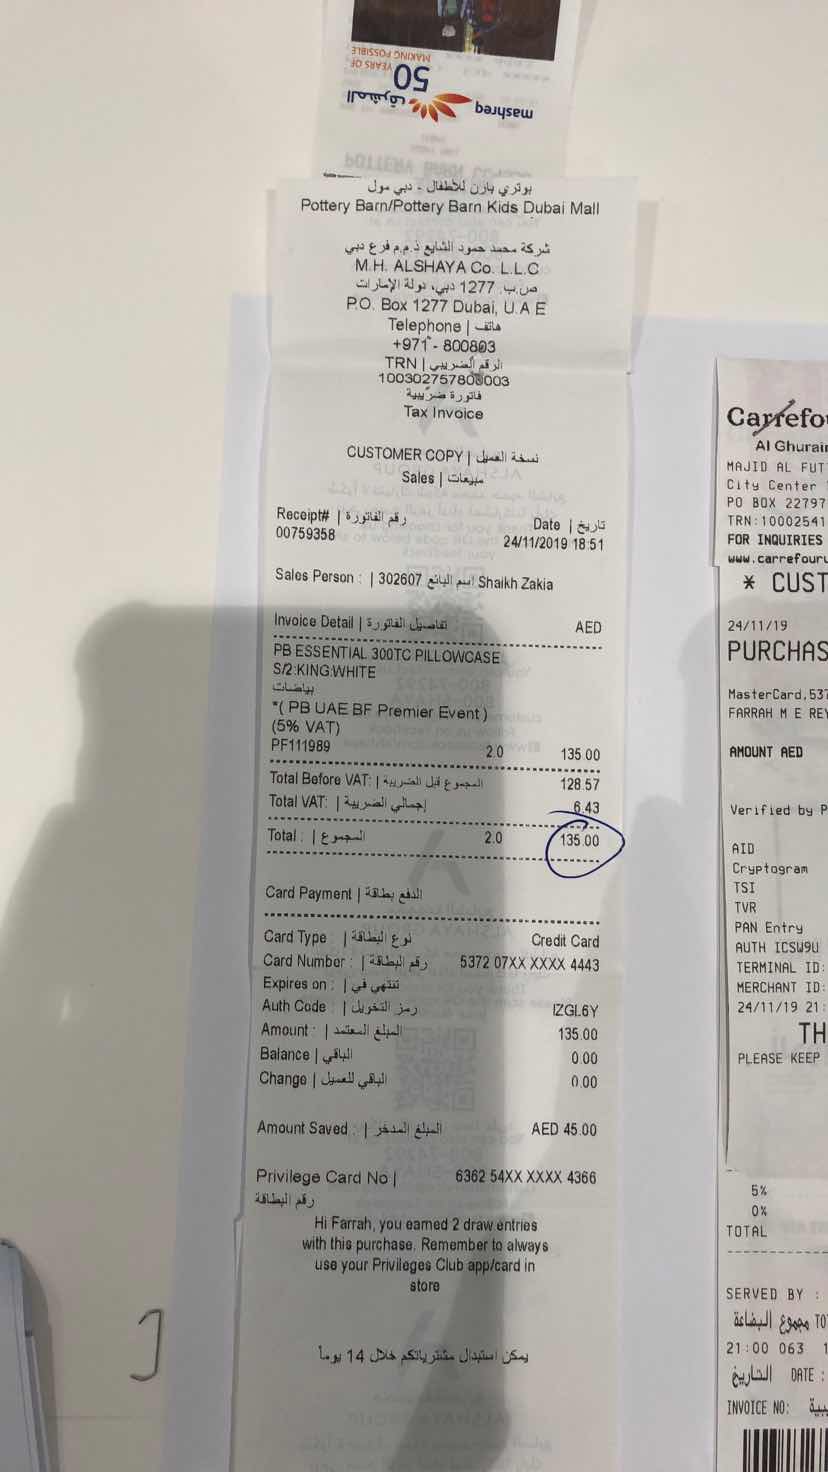 mashreq المشرق
50 YEARS OF
MAKING POSSIBLE
بوتري بارن للأطفال - دبي مول
Pottery Barn/Pottery Barn Kids Dubai Mall
شركة محمد حمود الشايع ذ.م.م فرع دبي
M.H. ALSHAYA Co. L.L.C
ص.ب. 1277 دبي، دولة الإمارات
P.O. Box 1277 Dubai, U.A.E
Telephone | هاتف
+971 - 800803
TRN | الرقم الضريبي
100302757800003
فاتورة ضريبية
Tax Invoice
CUSTOMER COPY | نسخة العميل
Sales | مبيعات
Receipt# | رقم الفاتورة
Date | تاريخ
00759358
24/11/2019 18:51
Sales Person : | 302607 اسم البائع Shaikh Zakia
Invoice Detail | تفاصيل الفاتورة AED
PB ESSENTIAL 300TC PILLOWCASE
S/2:KING:WHITE
بياضات
*( PB UAE BF Premier Event )
(5% VAT)
PF111989 2.0 135.00
Total Before VAT: | المجموع قبل الضريبة 128.57
Total VAT: | إجمالي الضريبة 6.43
Total : | المجموع 2.0 135.00
Card Payment | الدفع بطاقة
Card Type : | نوع البطاقة Credit Card
Card Number : | رقم البطاقة 5372 07XX XXXX 4443
Expires on : | تنتهي في
Auth Code : | رمز التخويل IZGL6Y
Amount : | المبلغ المعتمد 135.00
Balance | الباقي 0.00
Change | الباقي للعميل 0.00
Amount Saved : | المبلغ المدخر AED 45.00
Privilege Card No | 6362 54XX XXXX 4366
رقم البطاقة
Hi Farrah, you earned 2 draw entries
with this purchase. Remember to always
use your Privileges Club app/card in
store
يمكن استبدال مشترياتكم خلال 14 يوماً
Carrefo
Al Ghurair
MAJID AL FUT
City Center
PO BOX 22797
TRN:10002541
FOR INQUIRIES
www.carrefouru
* CUST
24/11/19
PURCHAS
MasterCard,537
FARRAH M E REY
AMOUNT AED
Verified by P
AID
Cryptogram
TSI
TVR
PAN Entry
AUTH ICSW9U
TERMINAL ID:
MERCHANT ID:
24/11/19 21:
TH
PLEASE KEEP
5%
0%
TOTAL
SERVED BY :
مجموع البضاعة TO
21:00 063 1
التاريخ DATE :
INVOICE NO: